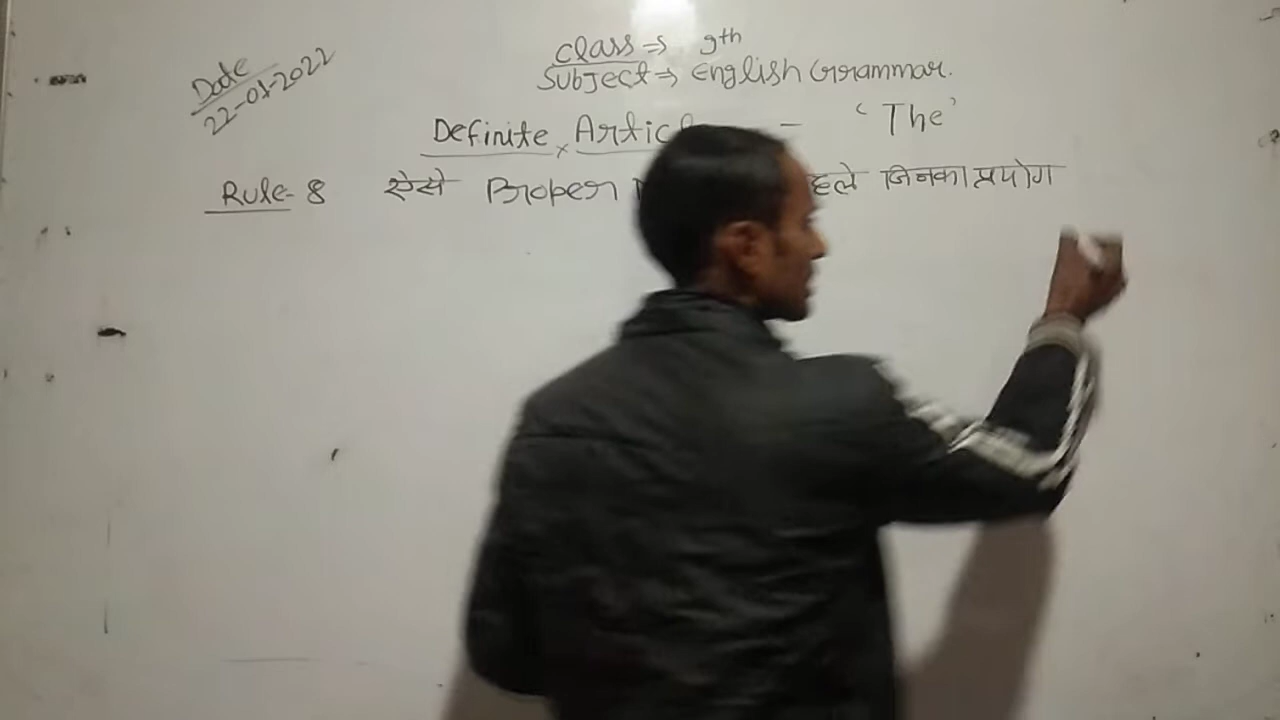 Date
22-01-2022
Class ⇒ 9th
Subject ⇒ English Grammar.
Definite Artic - 'The'
Rule-8 ऐसे Proper हले जिनका प्रयोग